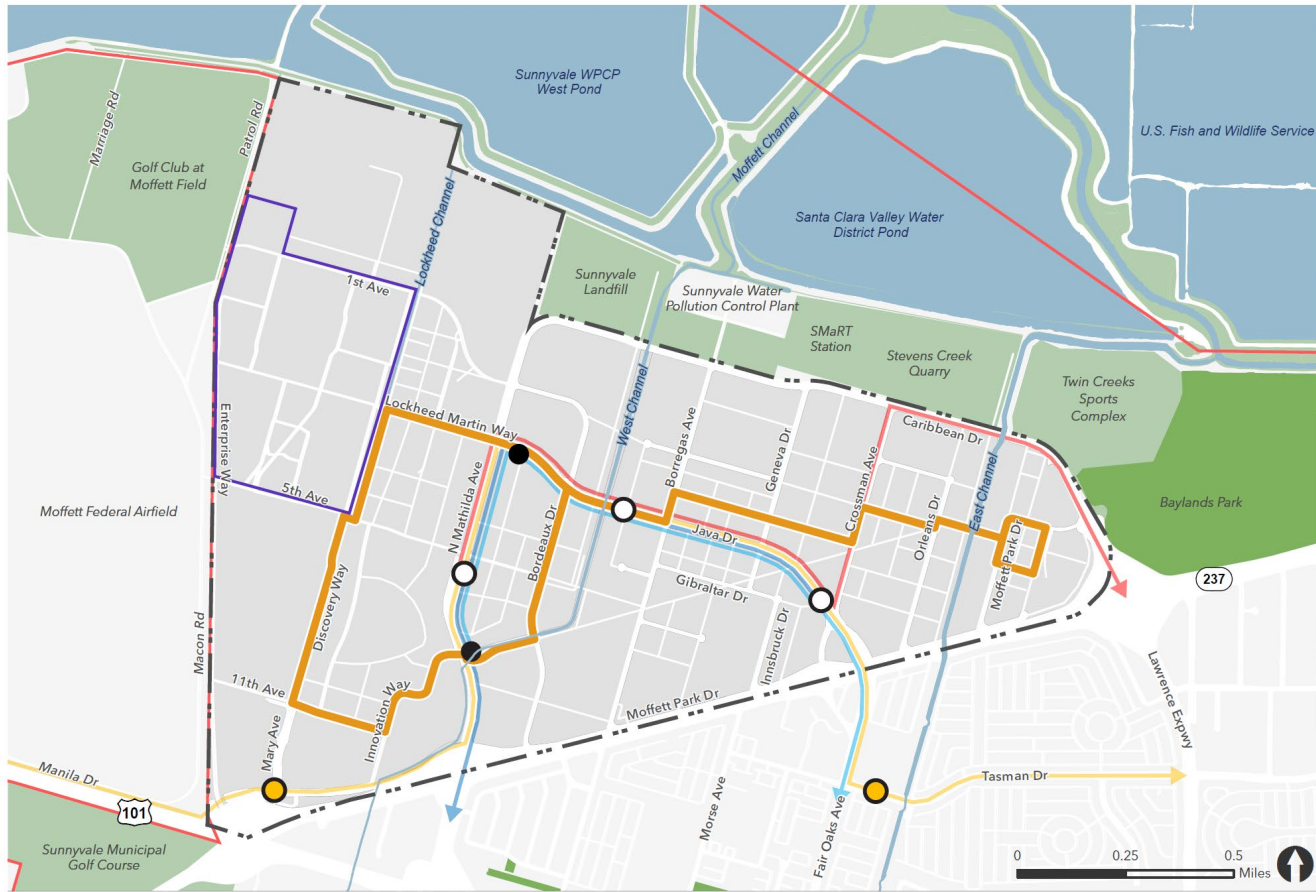 Sunnyvale WPCP
West Pond
Marriage Rd
Patrol Rd
Golf Club at
Moffett Field
Moffett Channel
U.S. Fish and Wildlife Service
Lockheed Channel
Santa Clara Valley Water
District Pond
1st Ave
Sunnyvale
Landfill
Sunnyvale Water
Pollution Control Plant
SMaRT
Station
Stevens Creek
Quarry
Twin Creeks
Sports
Complex
Enterprise Way
Lockheed Martin Way
West Channel
Borregas Ave
Geneva Dr
Crossman Ave
Caribbean Dr
5th Ave
N Mathilda Ave
Orleans Dr
East Channel
Baylands Park
Moffett Federal Airfield
Bordeaux Dr
Java Dr
Moffett Park Dr
237
Gibraltar Dr
Discovery Way
Macon Rd
Innsbruck Dr
11th Ave
Innovation Way
Moffett Park Dr
Lawrence Expwy
Mary Ave
Manila Dr
Tasman Dr
101
Morse Ave
Fair Oaks Ave
Sunnyvale Municipal
Golf Course
0 0.25 0.5
Miles